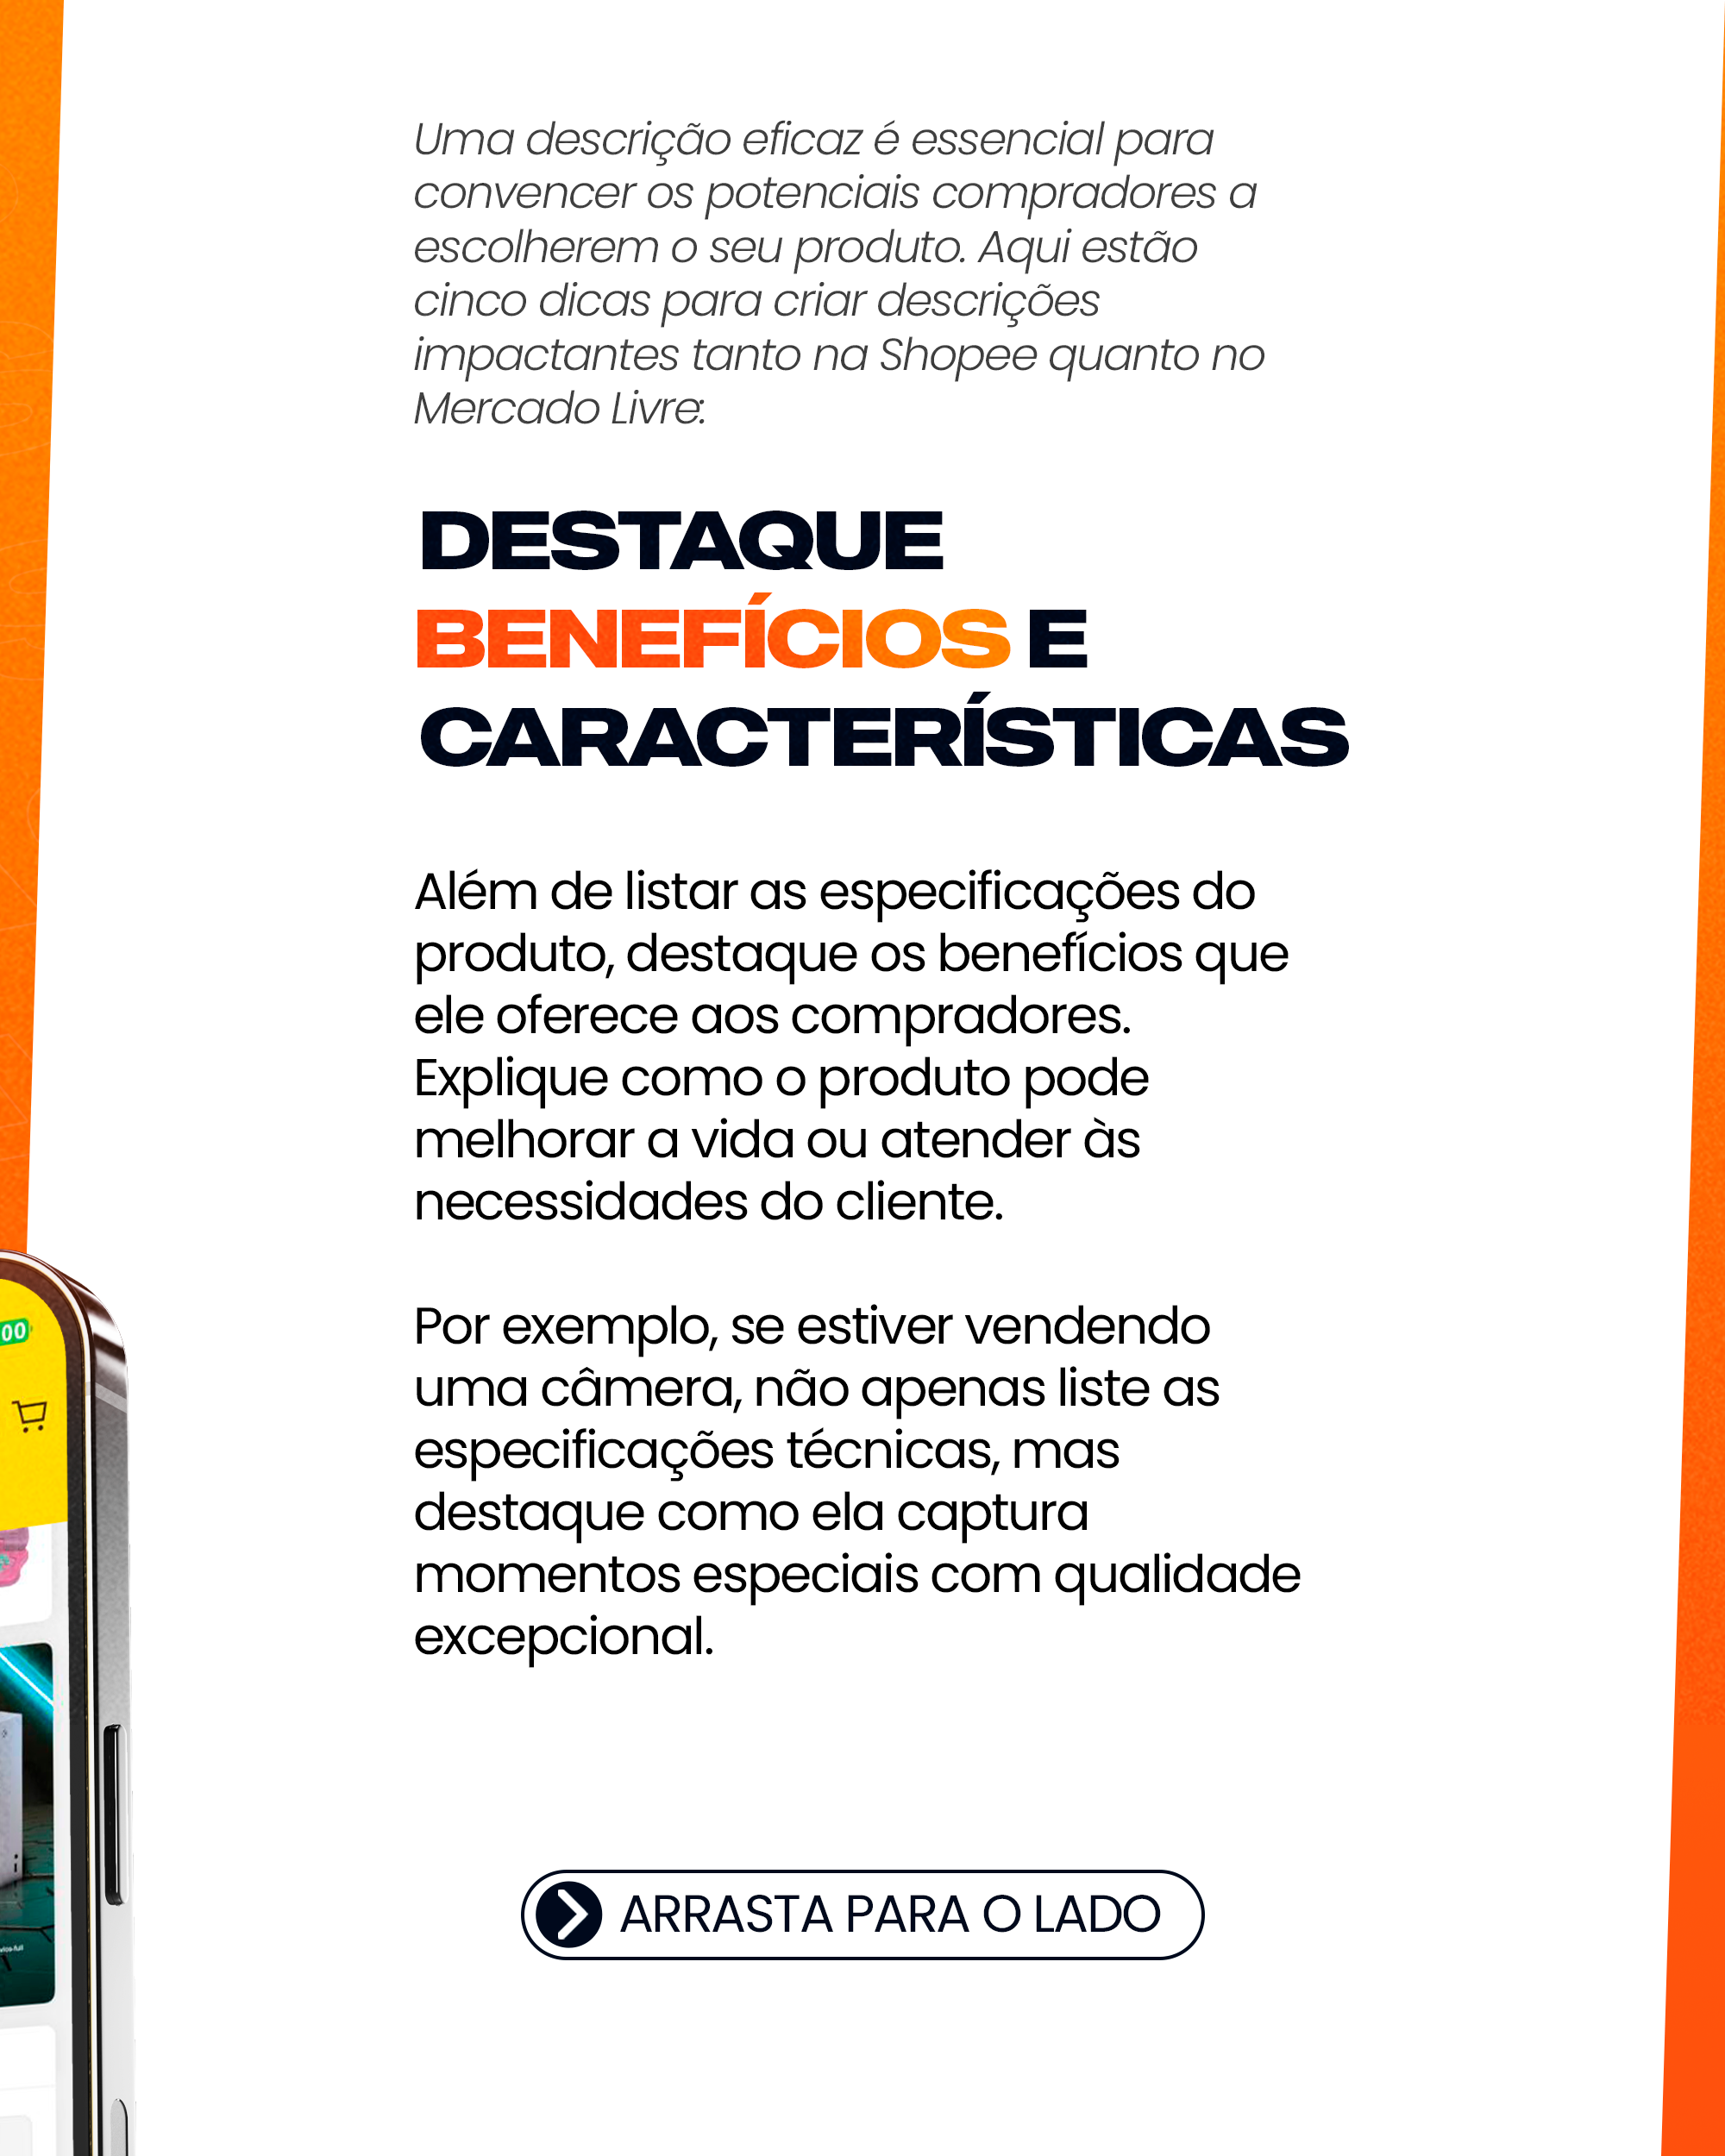 Uma descrição eficaz é essencial para
convencer os potenciais compradores a
escolherem o seu produto. Aqui estão
cinco dicas para criar descrições
impactantes tanto na Shopee quanto no
Mercado Livre:
DESTAQUE
BENEFÍCIOS E
CARACTERÍSTICAS
Além de listar as especificações do
produto, destaque os benefícios que
ele oferece aos compradores.
Explique como o produto pode
melhorar a vida ou atender às
necessidades do cliente.
Por exemplo, se estiver vendendo
uma câmera, não apenas liste as
especificações técnicas, mas
destaque como ela captura
momentos especiais com qualidade
excepcional.
00
ARRASTA PARA O LADO